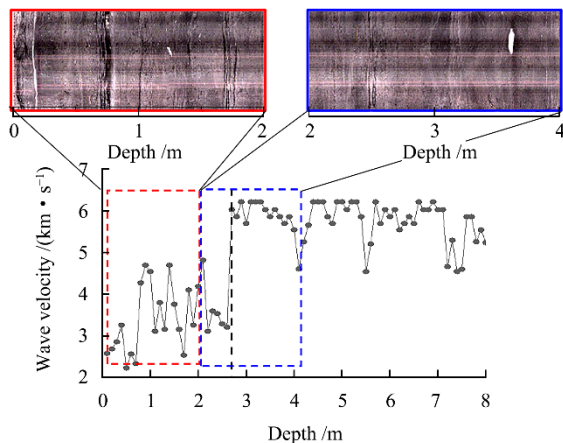 0 1 2
Depth /m
2 3 4
Depth /m
Wave velocity /(km · s⁻¹)
7
6
5
4
3
2
0 1 2 3 4 5 6 7 8
Depth /m